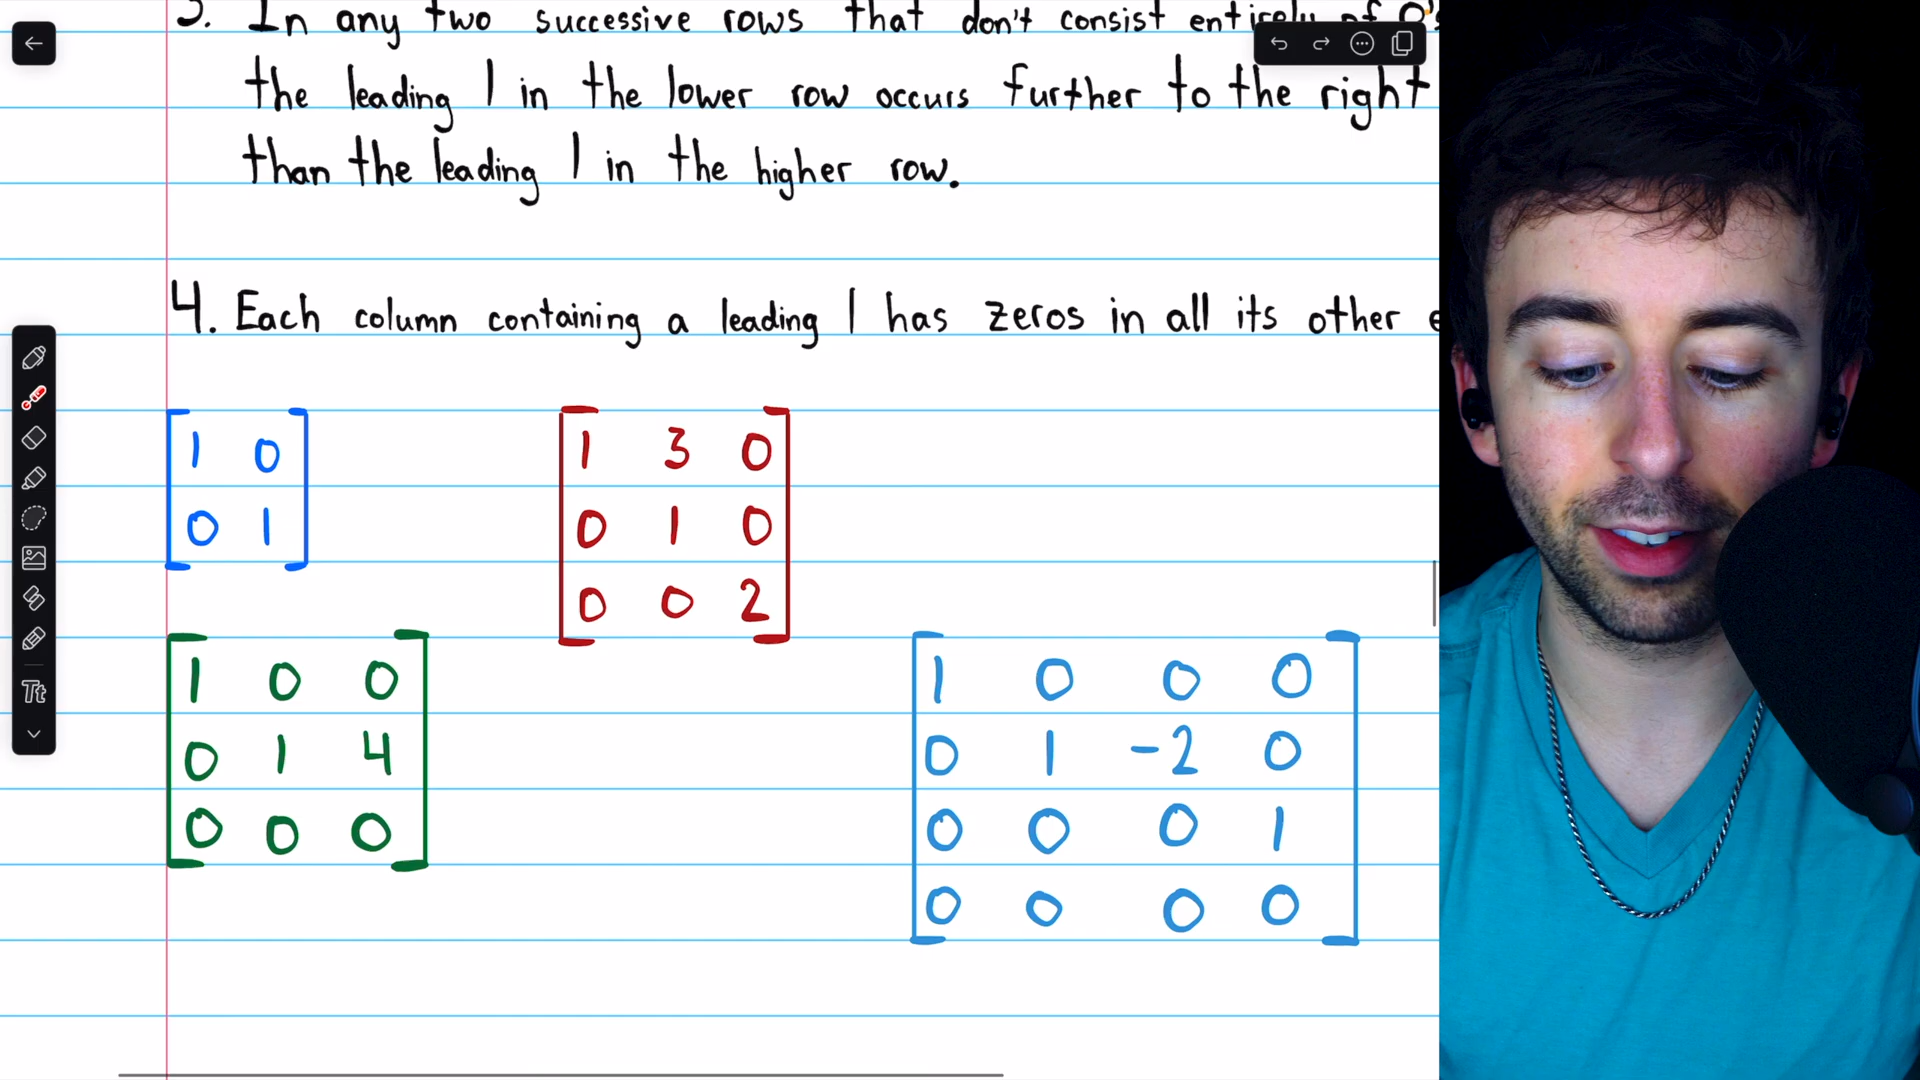 3. In any two successive rows that don't consist entirely of 0's
the leading 1 in the lower row occurs further to the right
than the leading 1 in the higher row.
4. Each column containing a leading 1 has zeros in all its other
1 0
0 1
1 3 0
0 1 0
0 0 2
1 0 0
0 1 4
0 0 0
1 0 0 0
0 1 -2 0
0 0 0 1
0 0 0 0
Tt